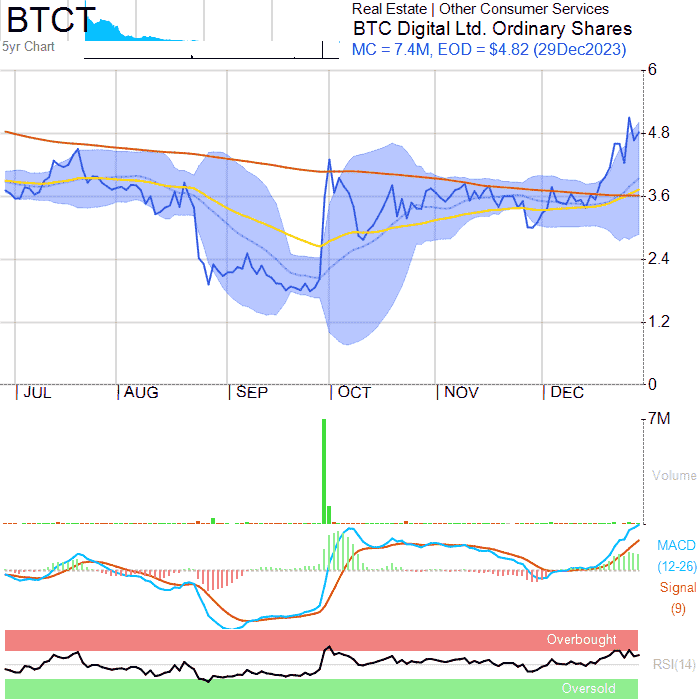 BTCT
5yr Chart
Real Estate | Other Consumer Services
BTC Digital Ltd. Ordinary Shares
MC = 7.4M, EOD = $4.82 (29Dec2023)
6
4.8
3.6
2.4
1.2
0
JUL AUG SEP OCT NOV DEC
7M
Volume
MACD
(12-26)
Signal
(9)
Overbought
RSI(14)
Oversold